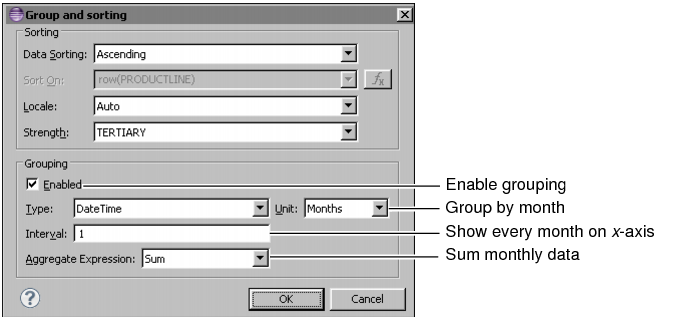 Group and sorting
Sorting
Data Sorting: Ascending
Sort On: row(PRODUCTLINE) fx
Locale: Auto
Strength: TERTIARY
Grouping
Enabled
Enable grouping
Type: DateTime Unit: Months
Group by month
Interval: 1
Show every month on x-axis
Aggregate Expression: Sum
Sum monthly data
? OK Cancel